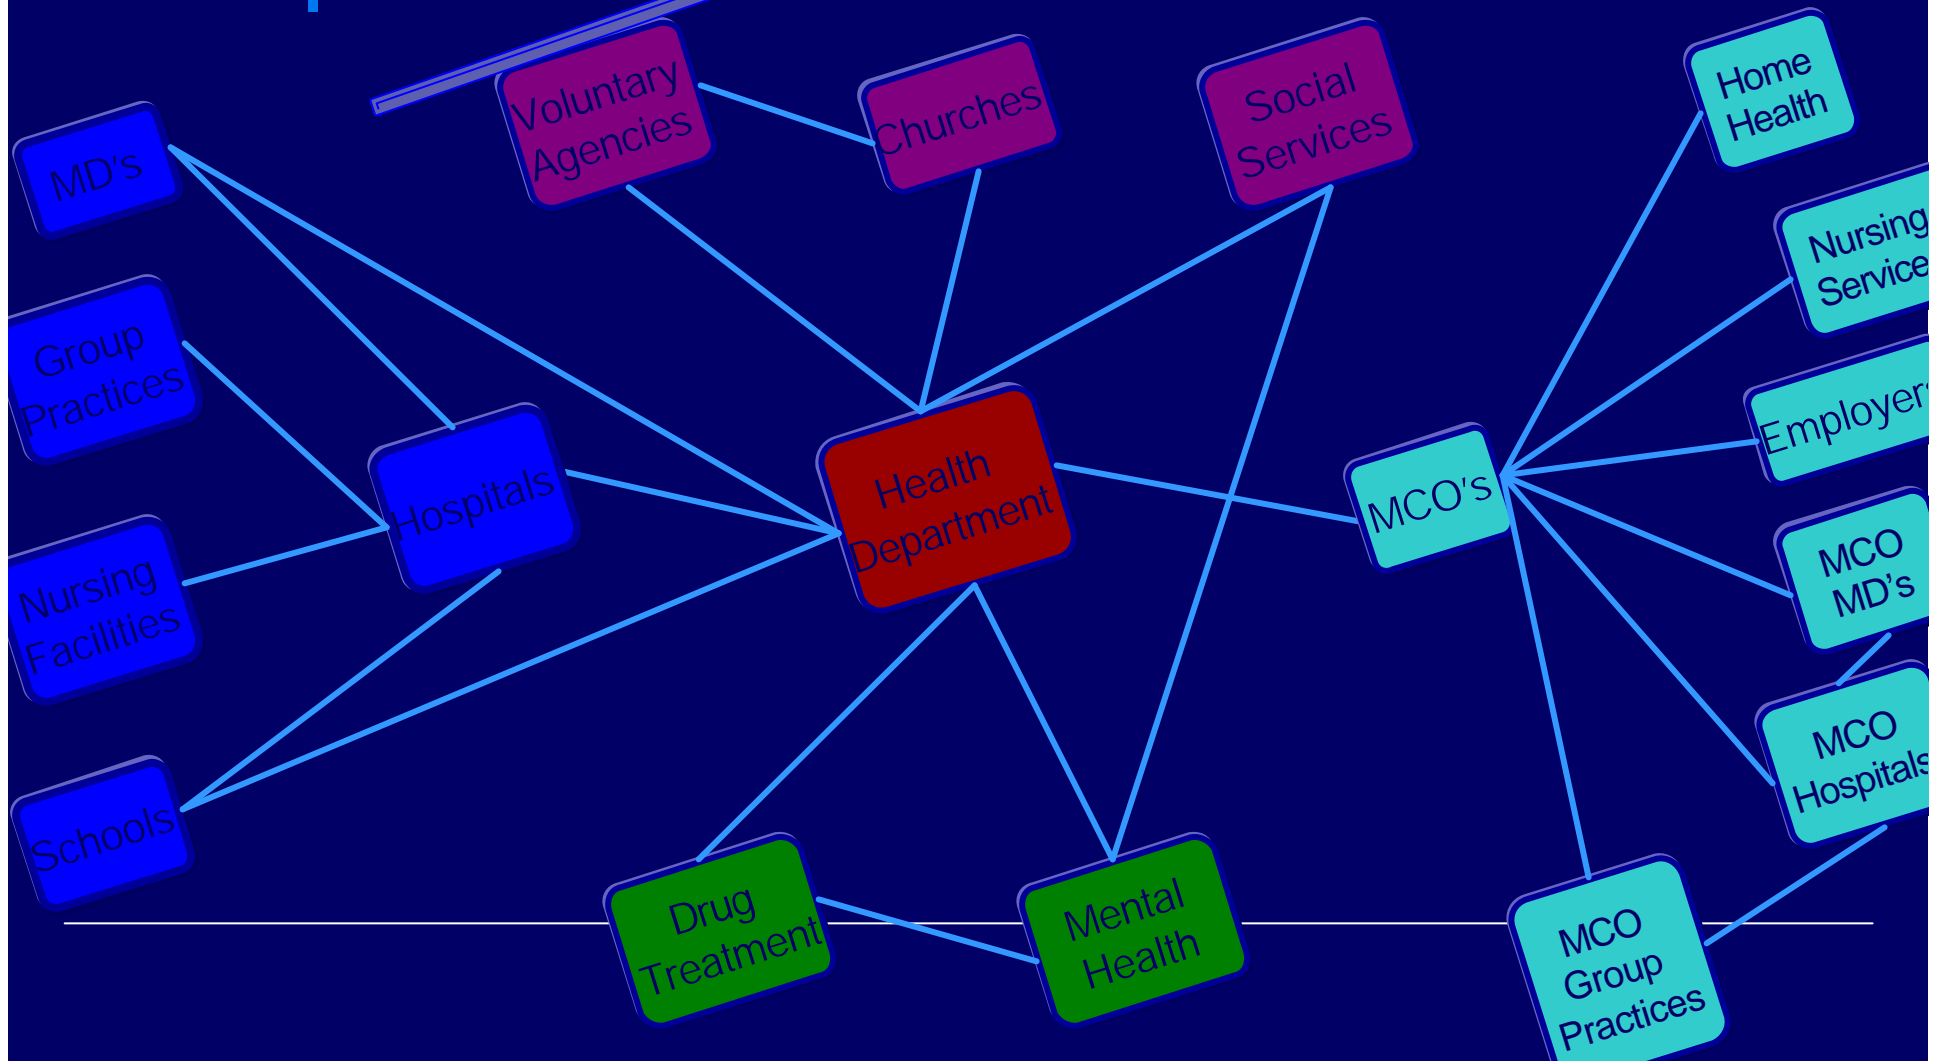 Voluntary
Agencies
Churches
Social
Services
Home
Health
MD's
Nursing
Service
Group
Practices
Employers
Hospitals
Health
Department
MCO's
MCO
MD's
Nursing
Facilities
MCO
Hospitals
Schools
Drug
Treatment
Mental
Health
MCO
Group
Practices